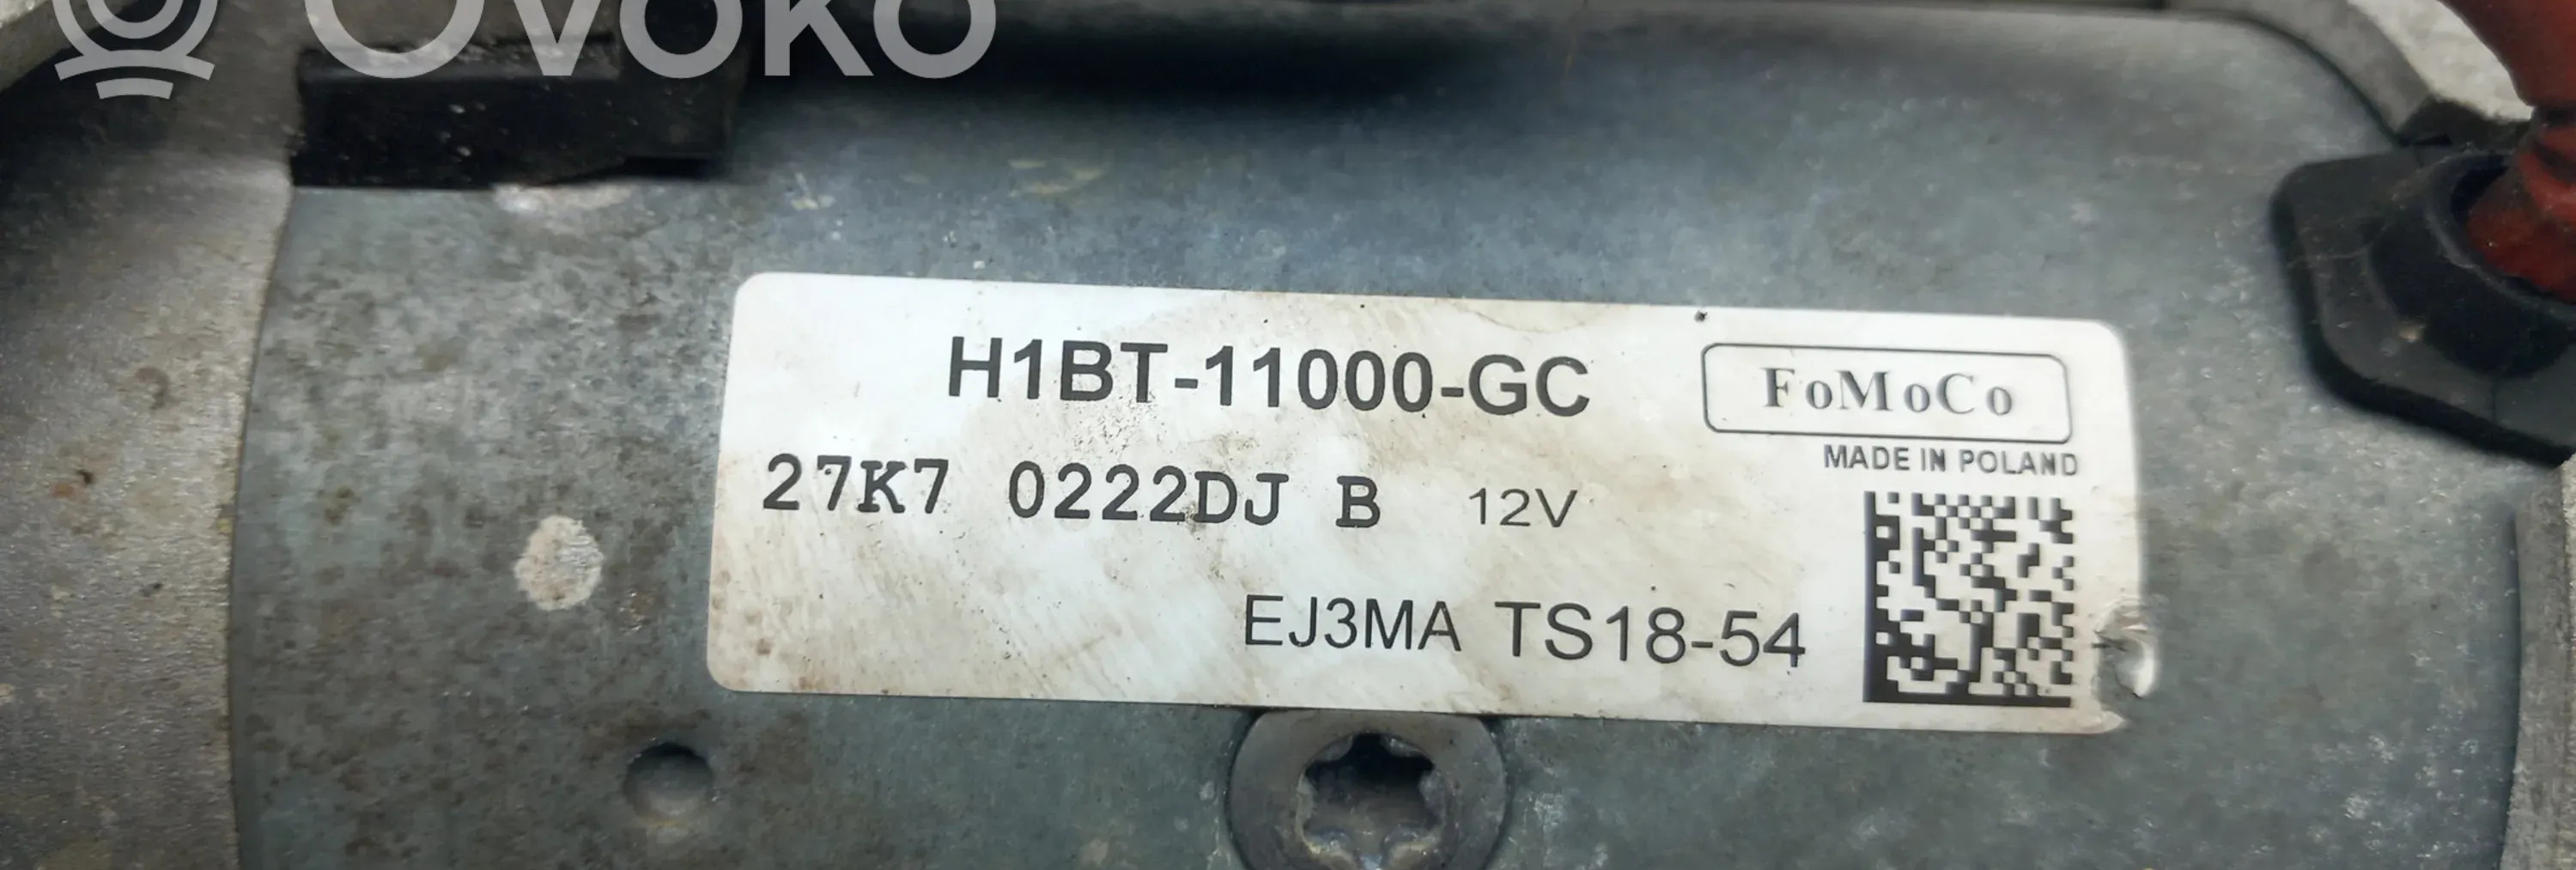 OVOKO
H1BT-11000-GC
FoMoCo
MADE IN POLAND
27K7 0222DJ B 12V
EJ3MA TS18-54